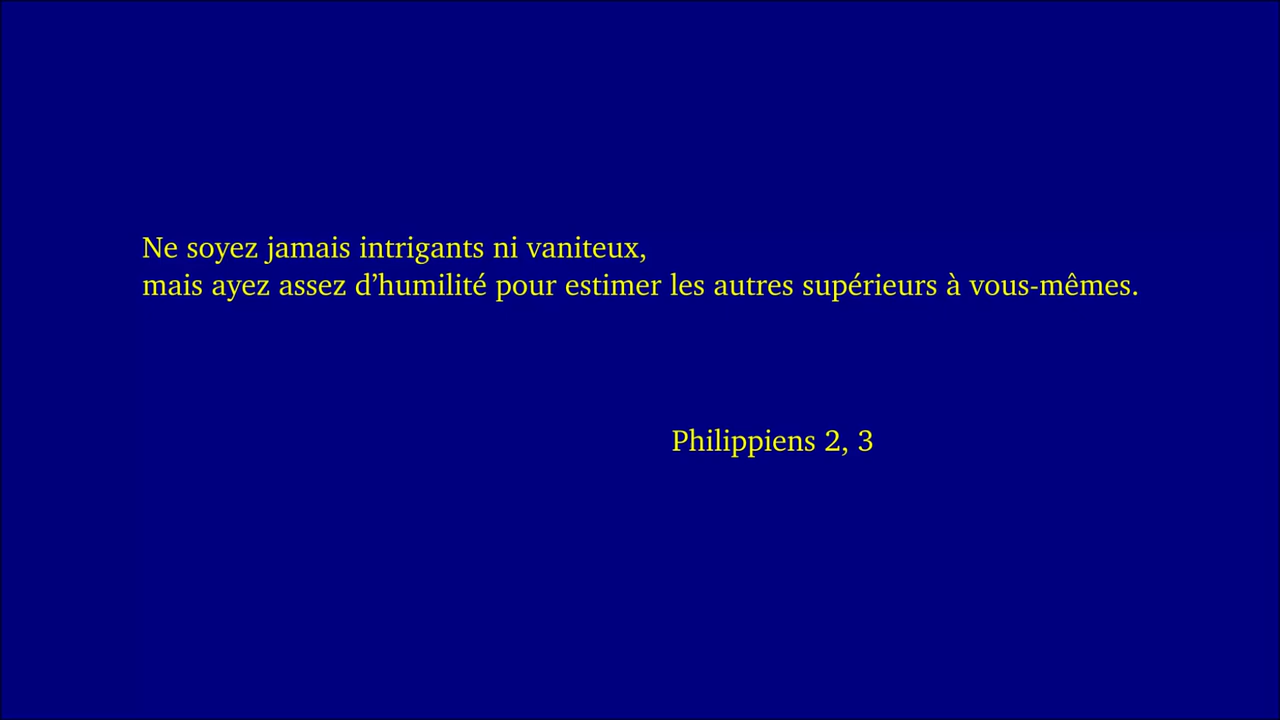 Ne soyez jamais intrigants ni vaniteux,
mais ayez assez d’humilité pour estimer les autres supérieurs à vous-mêmes.
Philippiens 2, 3